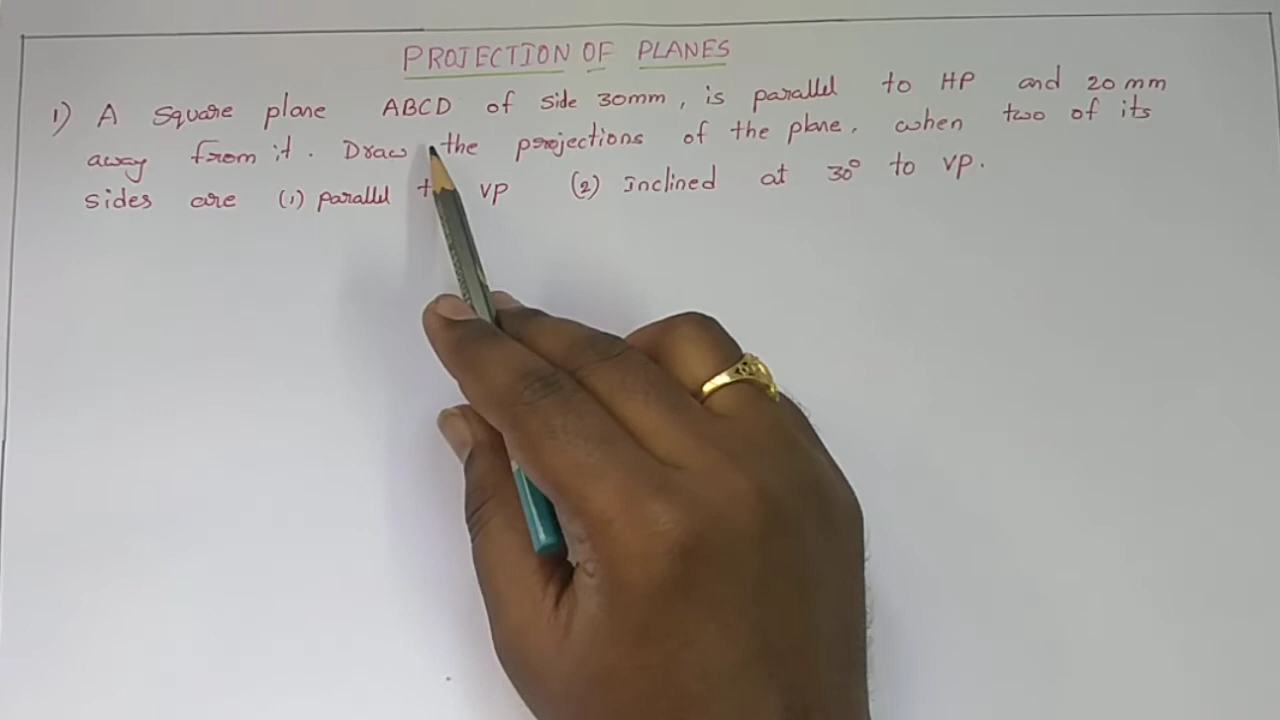 PROJECTION OF PLANES
1) A square plane ABCD of side 30mm, is parallel to HP and 20 mm
away from it. Draw the projections of the plane, when two of its
sides are (1) parallel VP (2) Inclined at 30° to VP.